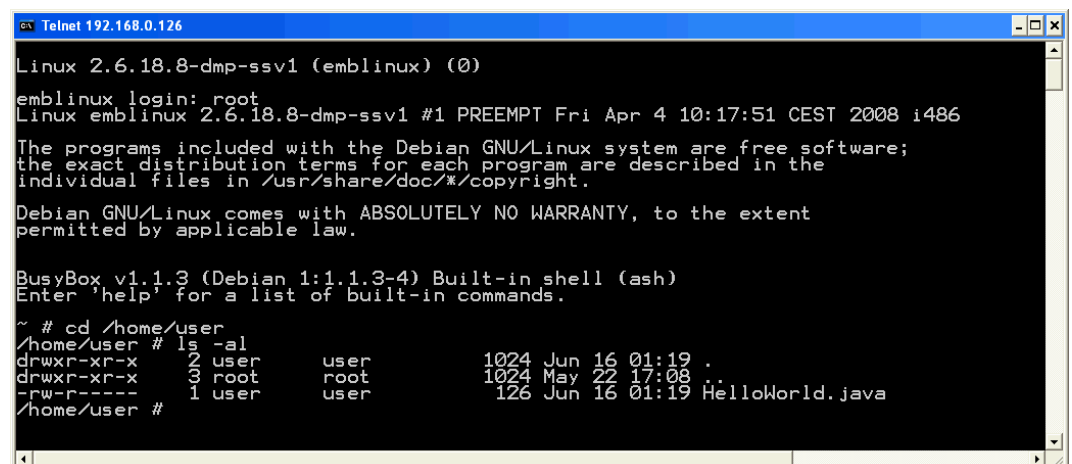 Telnet 192.168.0.126
Linux 2.6.18.8-dmp-ssv1 (emblinux) (0)
emblinux login: root
Linux emblinux 2.6.18.8-dmp-ssv1 #1 PREEMPT Fri Apr 4 10:17:51 CEST 2008 i486
The programs included with the Debian GNU/Linux system are free software;
the exact distribution terms for each program are described in the
individual files in /usr/share/doc/*/copyright.
Debian GNU/Linux comes with ABSOLUTELY NO WARRANTY, to the extent
permitted by applicable law.
BusyBox v1.1.3 (Debian 1:1.1.3-4) Built-in shell (ash)
Enter 'help' for a list of built-in commands.
~ # cd /home/user
/home/user # ls -al
drwxr-xr-x    2 user     user         1024 Jun 16 01:19 .
drwxr-xr-x    3 root     root         1024 May 22 17:08 ..
-rw-r-----    1 user     user          126 Jun 16 01:19 HelloWorld.java
/home/user #